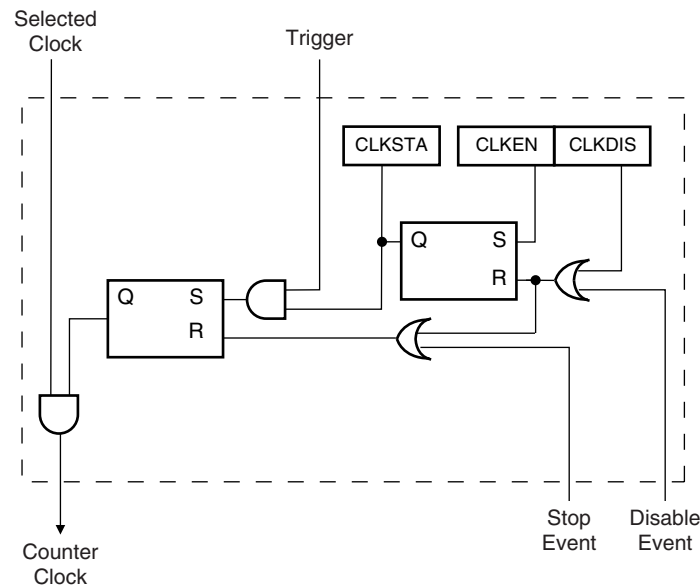 Selected
Clock
Trigger
CLKSTA
CLKEN
CLKDIS
Q
S
R
Q
S
R
Stop
Event
Disable
Event
Counter
Clock